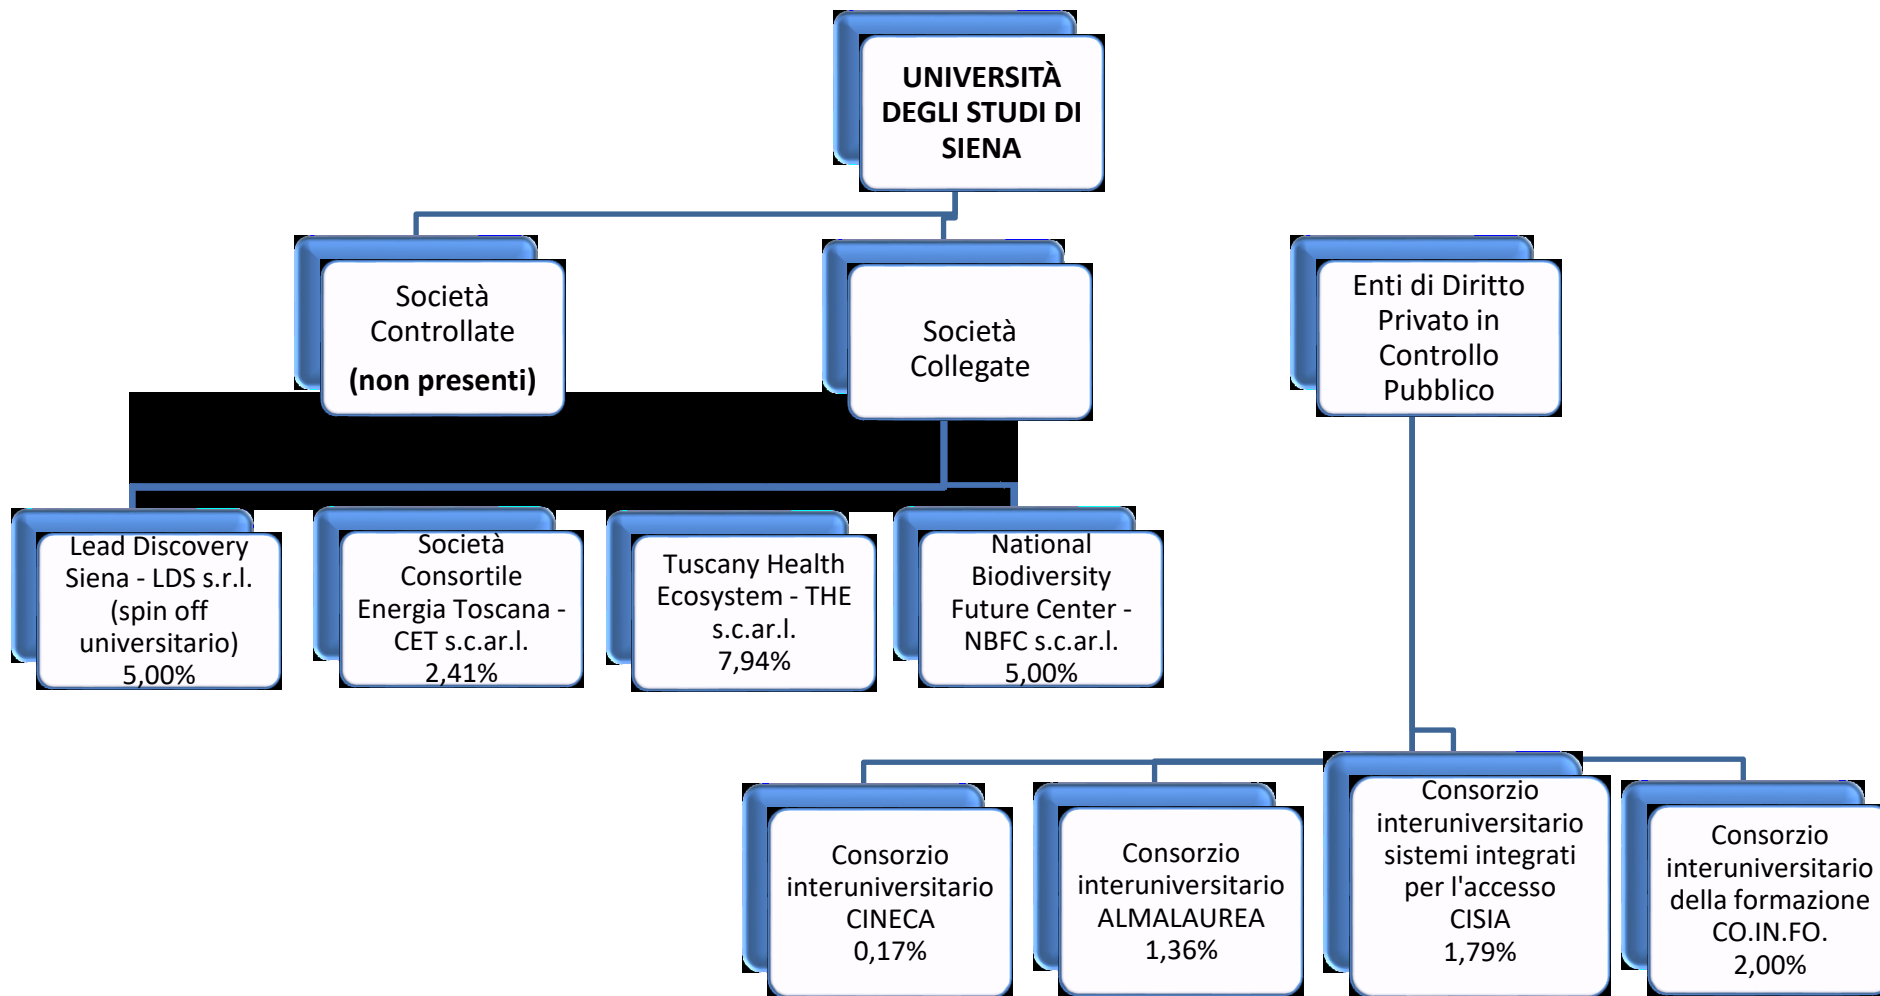 UNIVERSITÀ
DEGLI STUDI DI
SIENA
Società
Controllate
(non presenti)
Società
Collegate
Enti di Diritto
Privato in
Controllo
Pubblico
Lead Discovery
Siena - LDS s.r.l.
(spin off
universitario)
5,00%
Società
Consortile
Energia Toscana -
CET s.c.ar.l.
2,41%
Tuscany Health
Ecosystem - THE
s.c.ar.l.
7,94%
National
Biodiversity
Future Center -
NBFC s.c.ar.l.
5,00%
Consorzio
interuniversitario
CINECA
0,17%
Consorzio
interuniversitario
ALMALAUREA
1,36%
Consorzio
interuniversitario
sistemi integrati
per l'accesso
CISIA
1,79%
Consorzio
interuniversitario
della formazione
CO.IN.FO.
2,00%